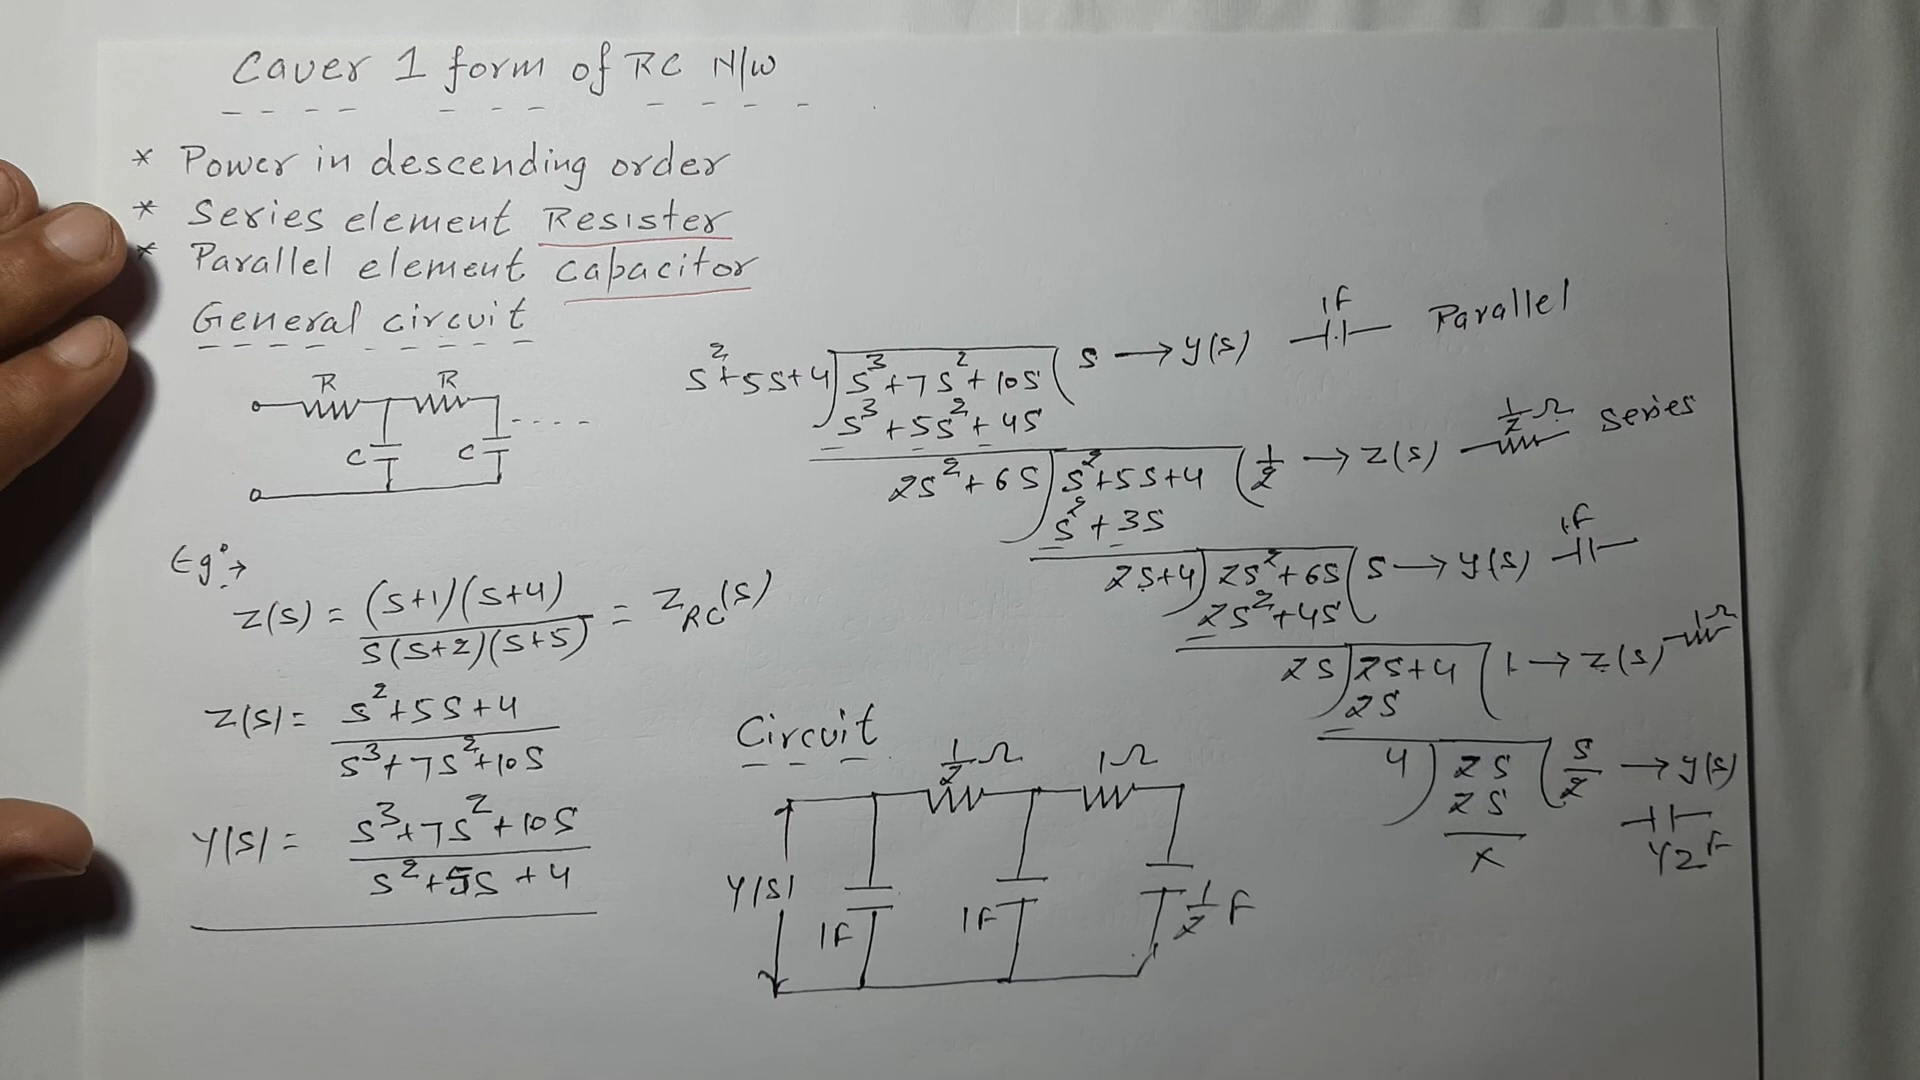 Cauer 1 form of RC N/W
* Power in descending order
* Series element Resister
* Parallel element capacitor
General circuit
R R
C C
Eg:→
Z(S) = (S+1)(S+4) / S(S+2)(S+5) = Z_RC(S)
Z(S) = S²+5S+4 / S³+7S²+10S
Y(S) = S³+7S²+10S / S²+5S+4
S²+5S+4) S³+7S²+10S ( S → Y(S) 1F Parallel
S³+5S²+4S
2S²+6S) S²+5S+4 ( 1/2 → Z(S) 1/2 Ω Series
S²+3S
2S+4) 2S²+6S ( S → Y(S) 1F
2S²+4S
2S) 2S+4 ( 1 → Z(S) 1Ω
2S
4) 2S ( S/2 → Y(S)
2S 1/2 F
×
Circuit
1/2 Ω 1Ω
Y(S)
1F 1F 1/2 F